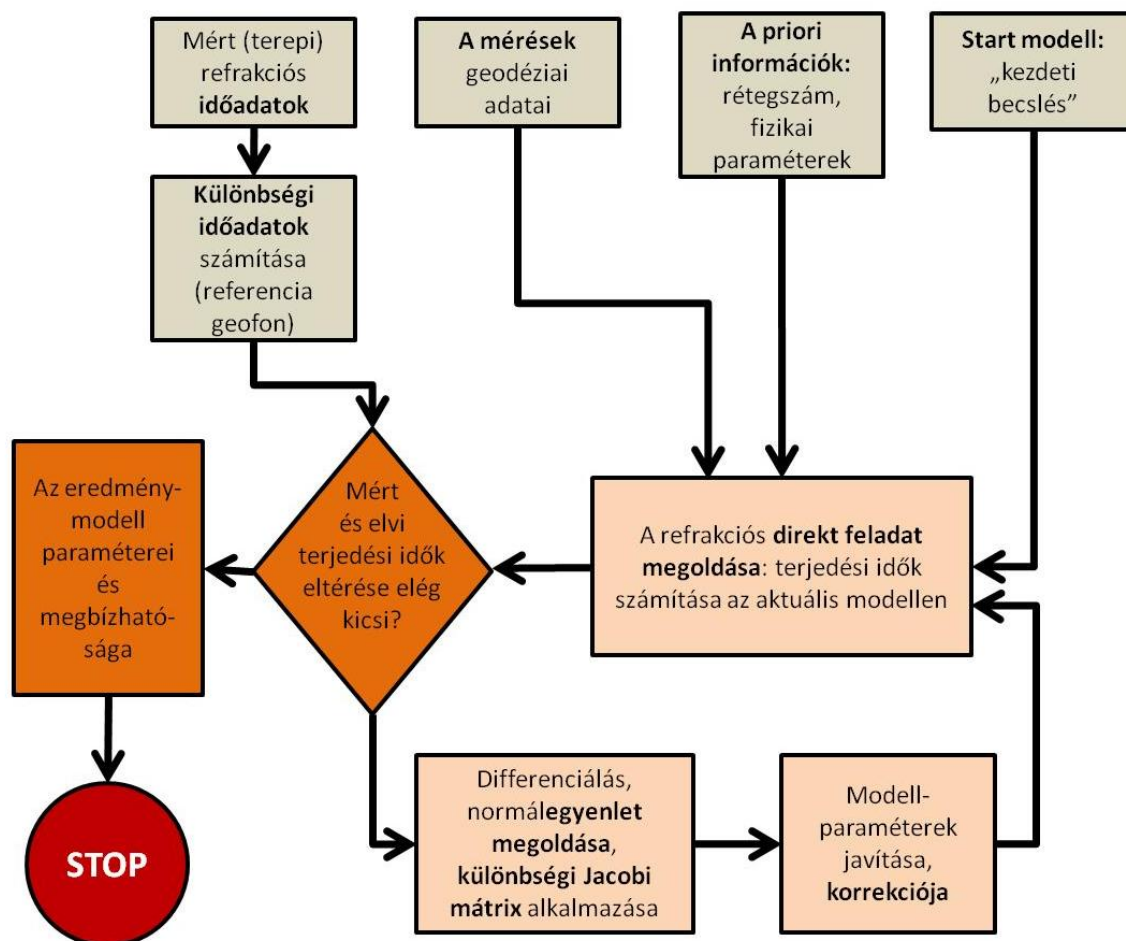 Mért (terepi)
refrakciós
időadatok
A mérések
geodéziai
adatai
A priori
információk:
rétegszám,
fizikai
paraméterek
Start modell:
„kezdeti
becslés”
Különbségi
időadatok
számítása
(referencia
geofon)
Az eredmény-
modell
paraméterei
és
megbízható-
sága
Mért
és elvi
terjedési idők
eltérése elég
kicsi?
A refrakciós direkt feladat
megoldása: terjedési idők
számítása az aktuális modellen
STOP
Differenciálás,
normálegyenlet
megoldása,
különbségi Jacobi
mátrix alkalmazása
Modell-
paraméterek
javítása,
korrekciója